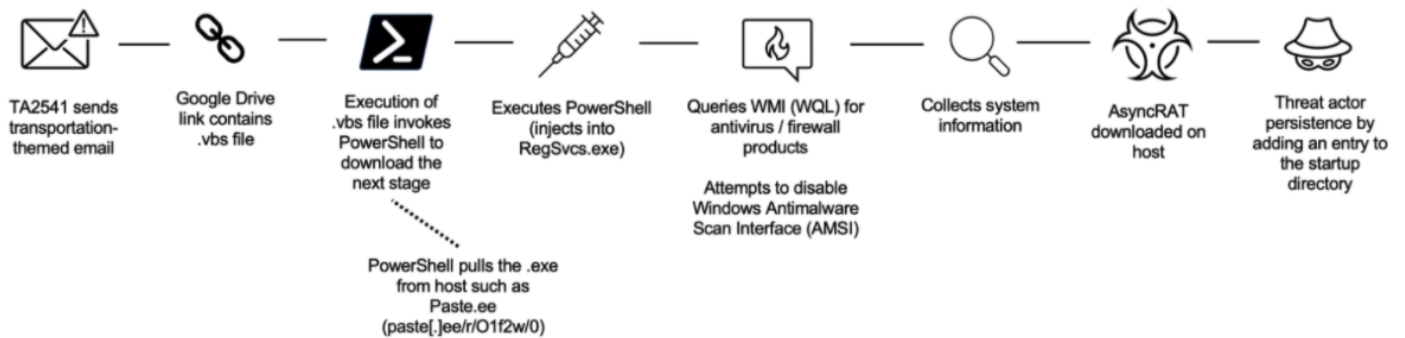 TA2541 sends
transportation-
themed email
Google Drive
link contains
.vbs file
Execution of
.vbs file invokes
PowerShell to
download the
next stage
PowerShell pulls the .exe
from host such as
Paste.ee
(paste[.]ee/r/O1f2w/0)
Executes PowerShell
(injects into
RegSvcs.exe)
Queries WMI (WQL) for
antivirus / firewall
products
Attempts to disable
Windows Antimalware
Scan Interface (AMSI)
Collects system
information
AsyncRAT
downloaded on
host
Threat actor
persistence by
adding an entry to
the startup
directory